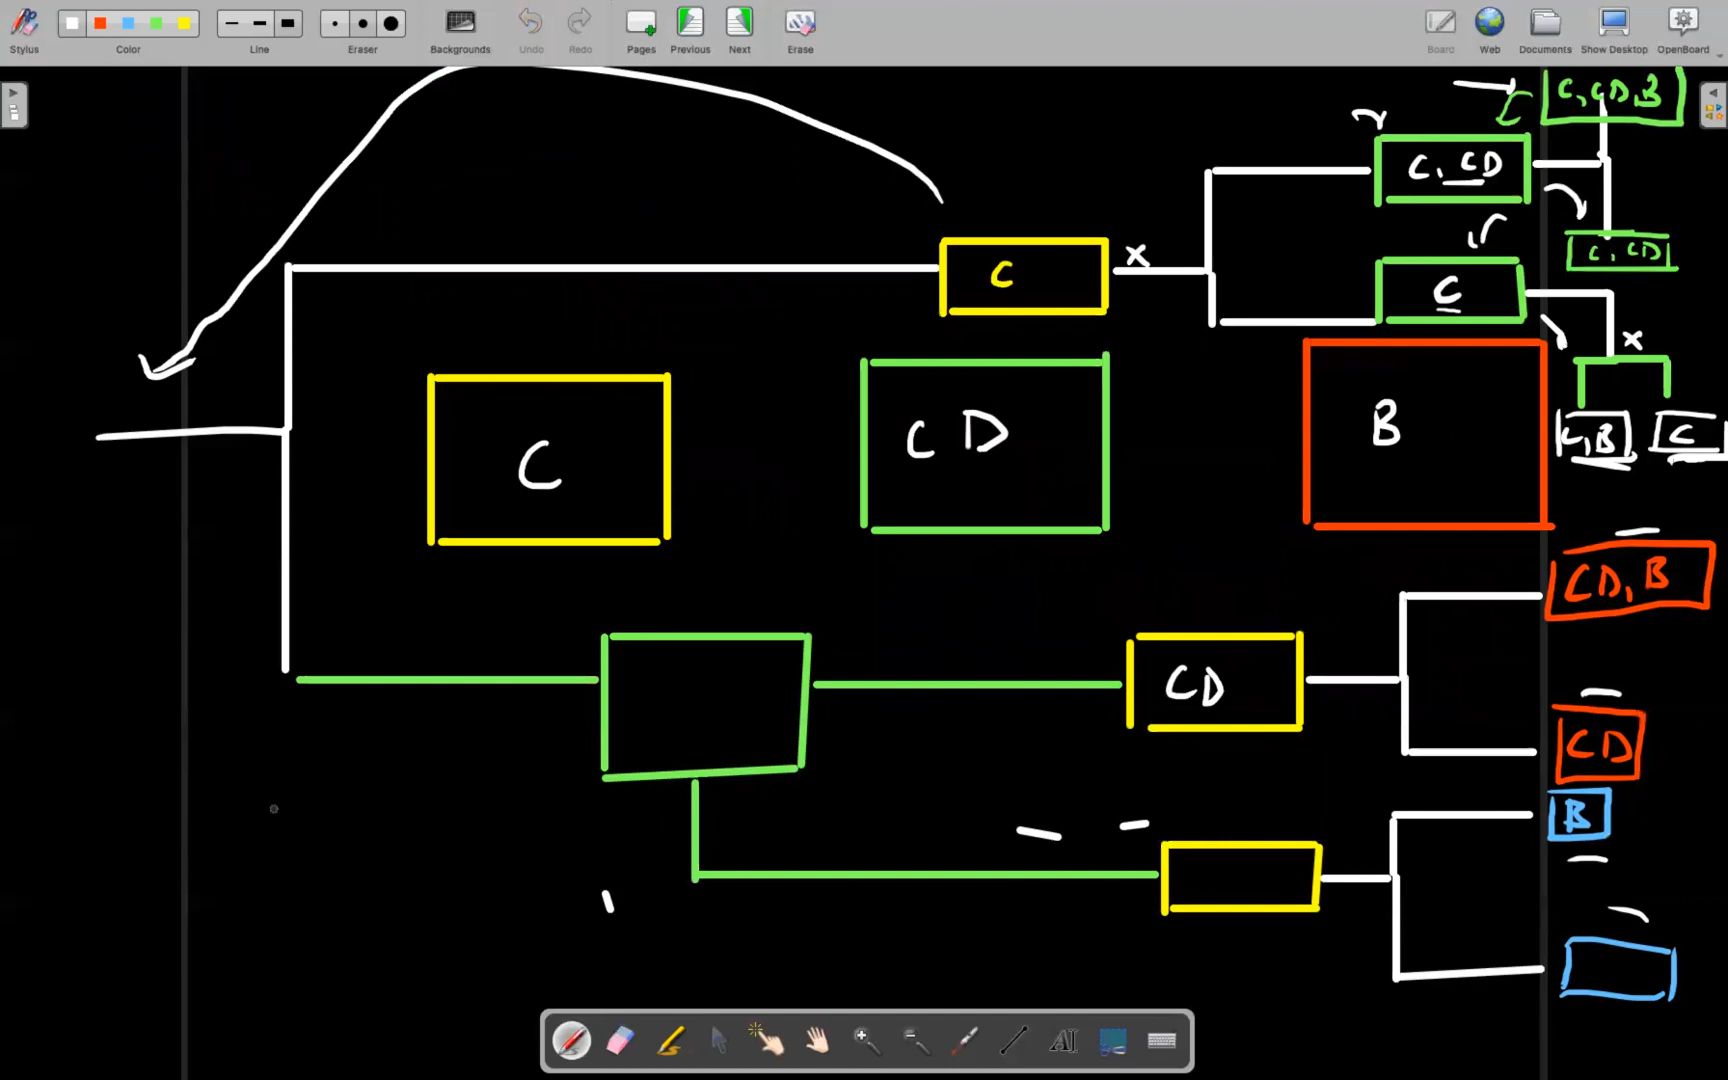 Stylus
Color
Line
Eraser
Backgrounds
Undo
Redo
Pages
Previous
Next
Erase
Board
Web
Documents
Show Desktop
OpenBoard
C, CD, B
C, CD
C, CD
C
x
C
x
C
CD
B
C, B
C
CD, B
CD
CD
B